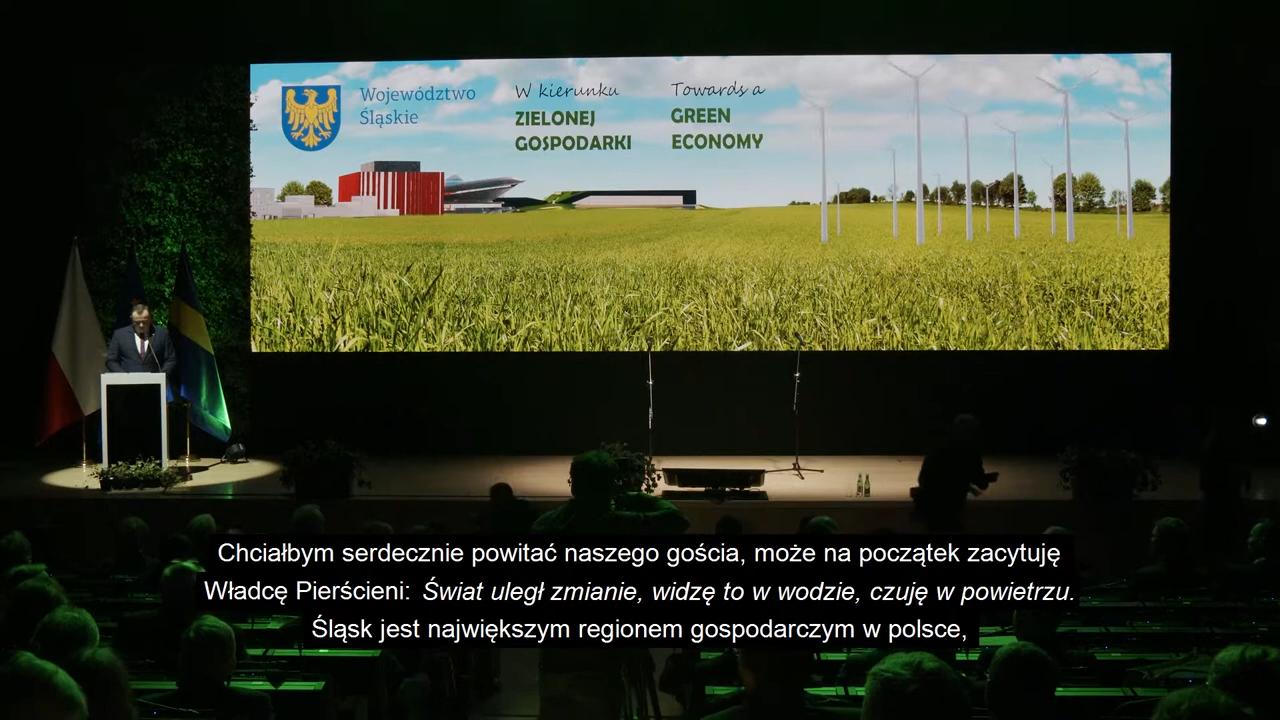 Województwo
Śląskie
W kierunku
ZIELONEJ
GOSPODARKI
Towards a
GREEN
ECONOMY
Chciałbym serdecznie powitać naszego gościa, może na początek zacytuję
Władcę Pierścieni: Świat uległ zmianie, widzę to w wodzie, czuję w powietrzu.
Śląsk jest największym regionem gospodarczym w polsce,